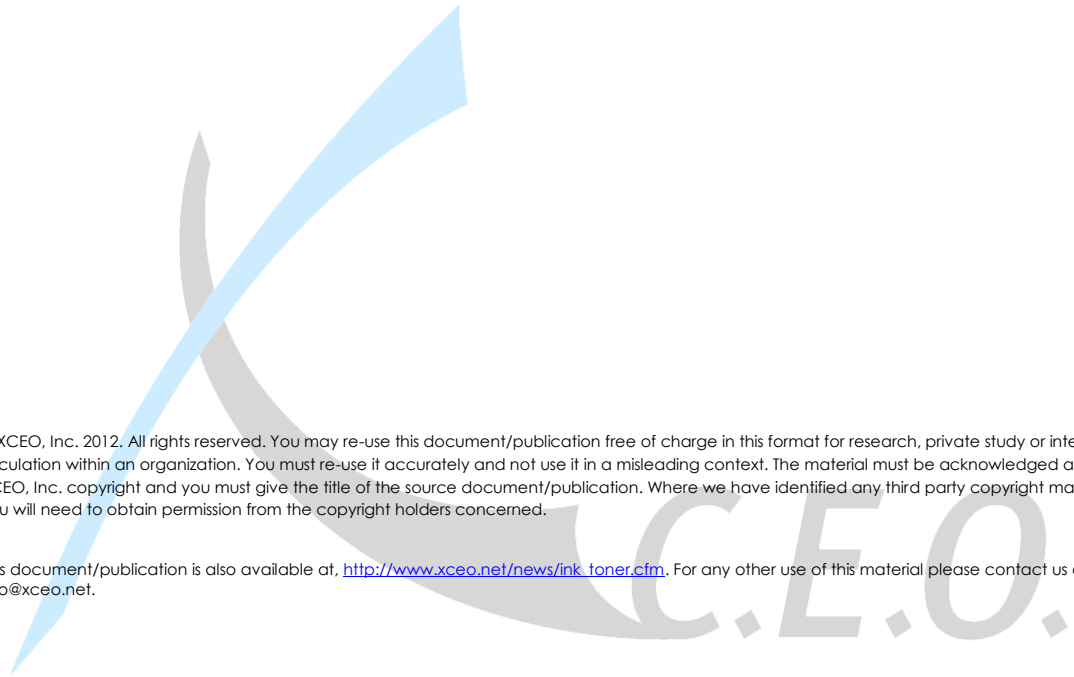 XCEO, Inc. 2012. All rights reserved. You may re-use this document/publication free of charge in this format for research, private study or
within an organization. You must re-use it accurately and not use it in a misleading context. The material must be acknowledged
Inc. copyright and you must give the title of the source document/publication. Where we have identified any third party copyright
will need to obtain permission from the copyright holders concerned.
document/publication is also available at, http://www.xceo.net/news/ink_toner.cfm. For any other use of this material please contact us
@xceo.net.
C.E.O.